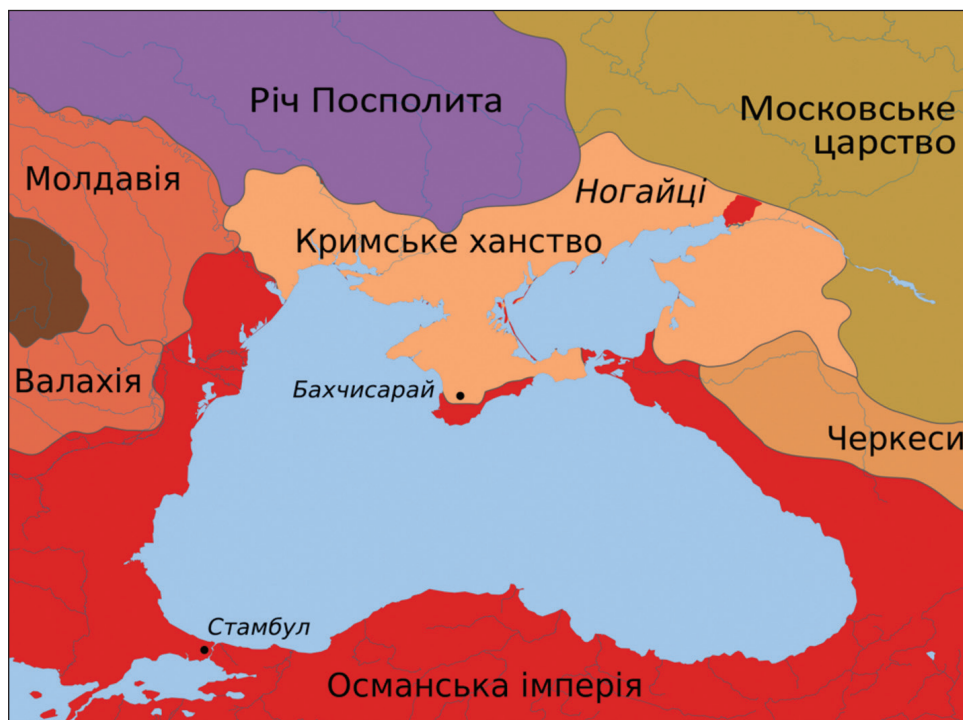 Річ Посполита
Московське
царство
Молдавія
Ногайці
Кримське ханство
Валахія
Бахчисарай
Черкеси
Стамбул
Османська імперія